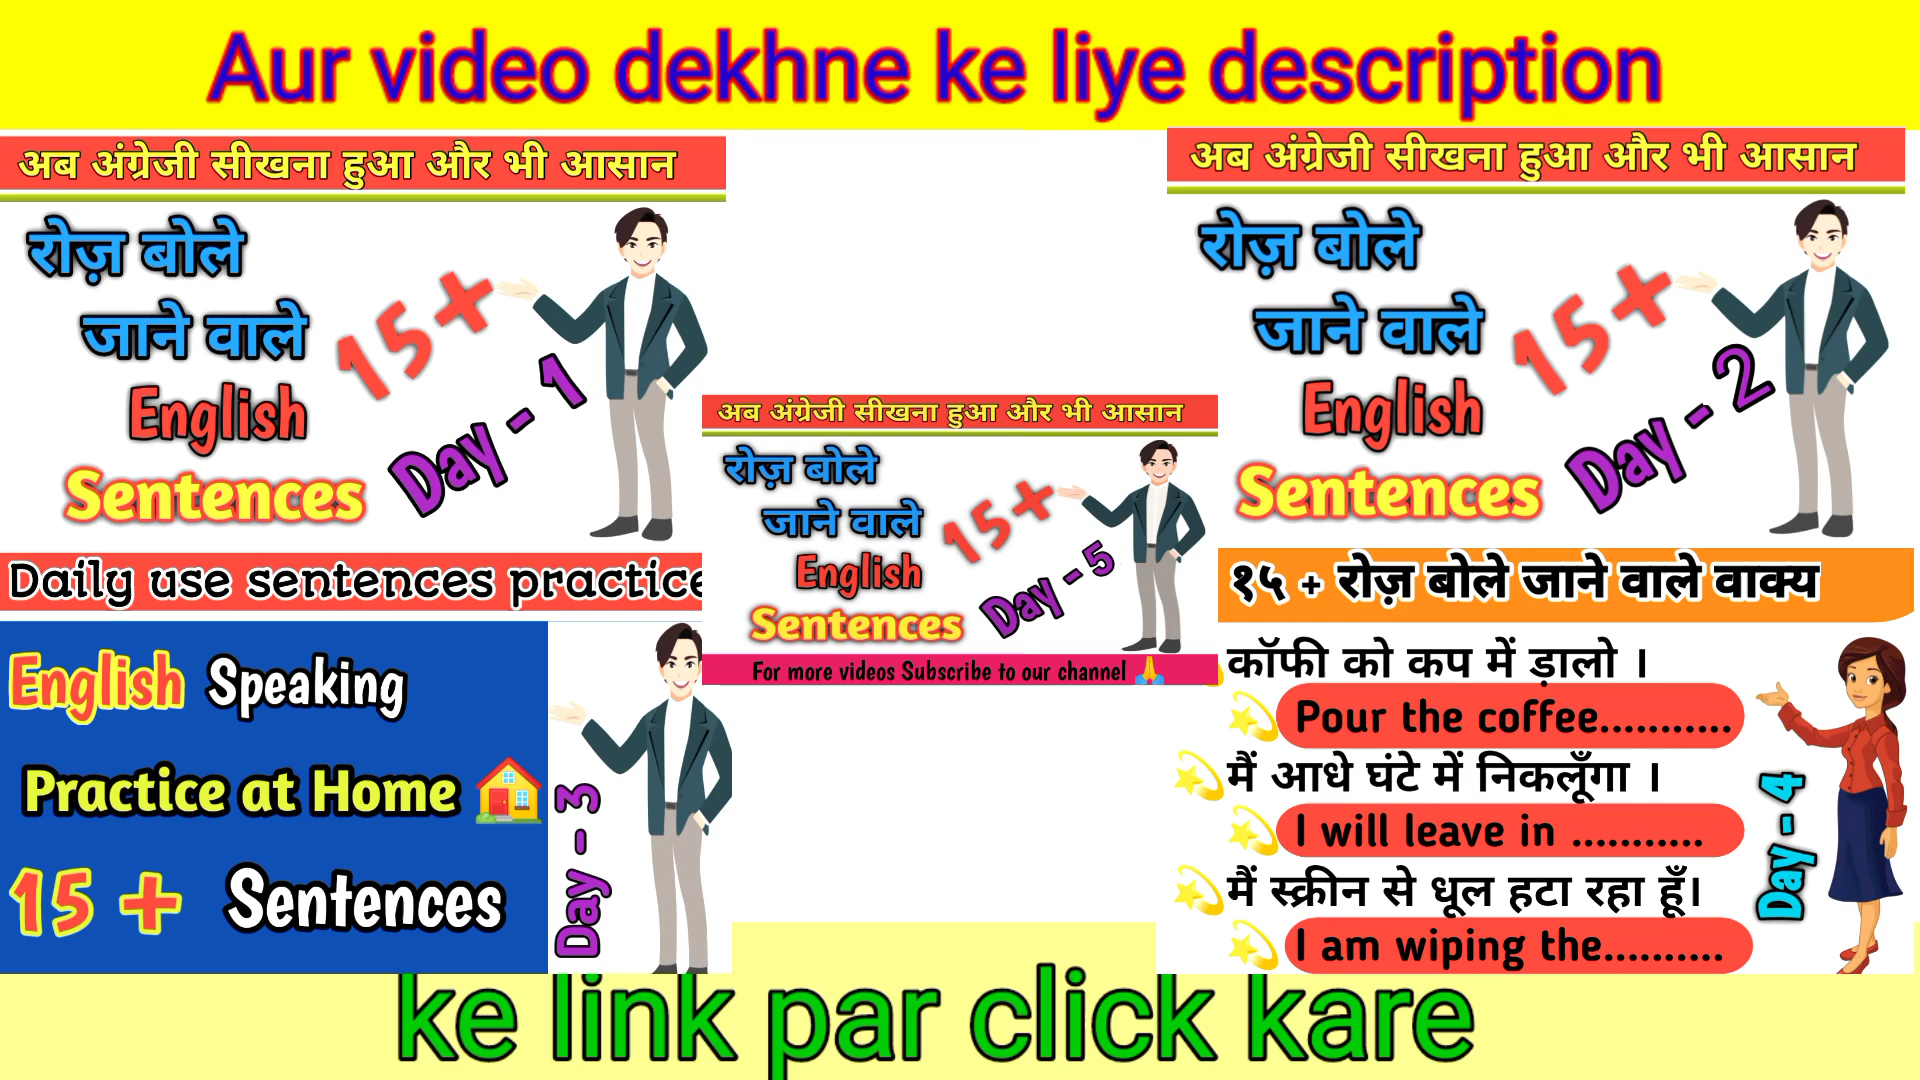 Aur video dekhne ke liye description
अब अंग्रेजी सीखना हुआ और भी आसान
रोज़ बोले
जाने वाले
English
Sentences
15+
Day - 1
अब अंग्रेजी सीखना हुआ और भी आसान
रोज़ बोले
जाने वाले
English
Sentences
15+
Day - 2
अब अंग्रेजी सीखना हुआ और भी आसान
रोज़ बोले
जाने वाले
English
Sentences
15+
Day - 5
For more videos Subscribe to our channel
Daily use sentences practice
English Speaking
Practice at Home
15 + Sentences
Day - 3
१५ + रोज़ बोले जाने वाले वाक्य
कॉफी को कप में ड़ालो ।
Pour the coffee...........
मैं आधे घंटे में निकलूँगा ।
I will leave in ...........
मैं स्क्रीन से धूल हटा रहा हूँ।
I am wiping the..........
Day - 4
ke link par click kare